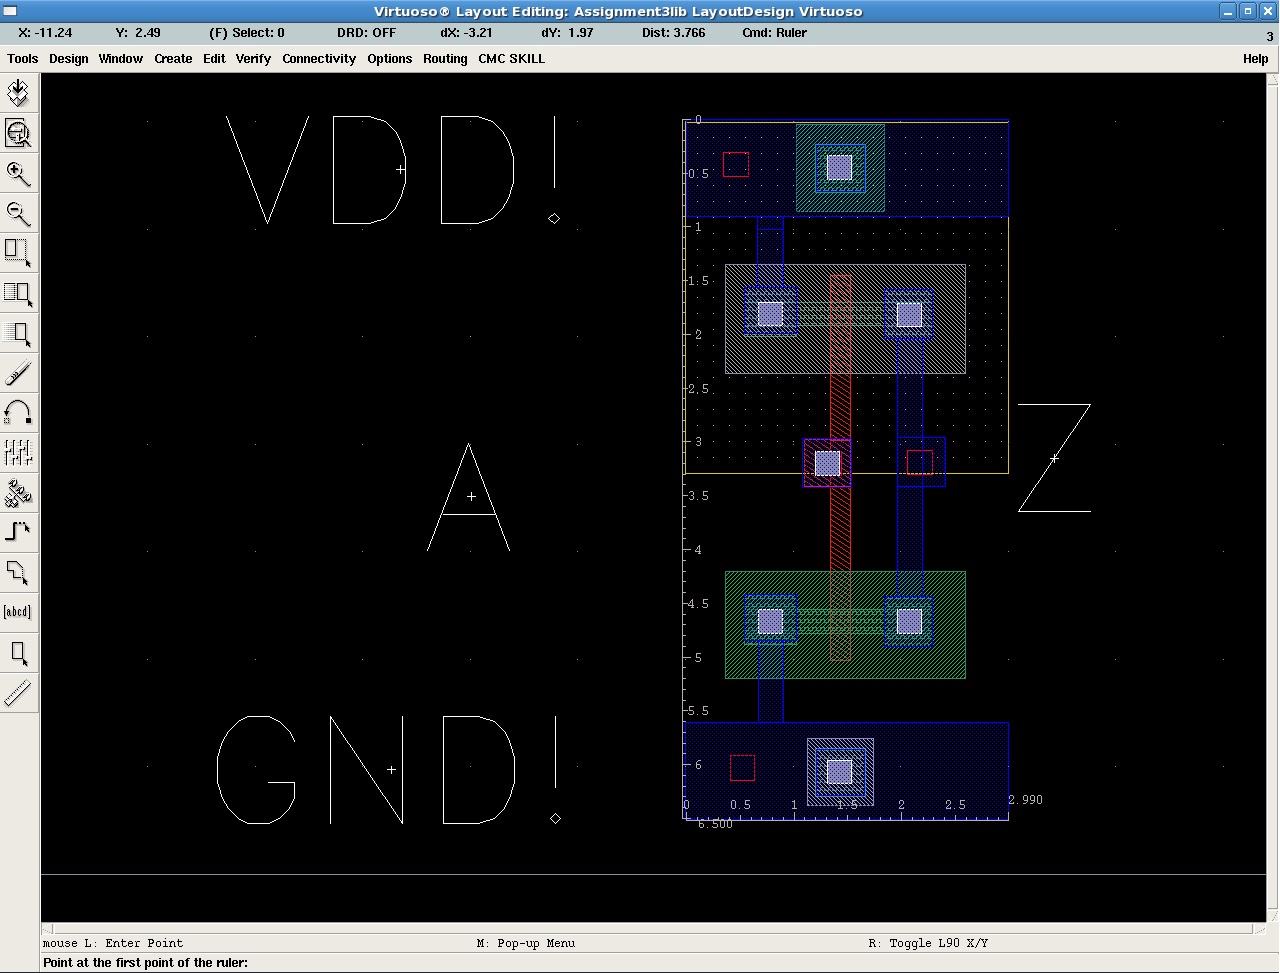 Virtuoso® Layout Editing: Assignment3lib LayoutDesign Virtuoso
X: -11.24 Y: 2.49 (F) Select: 0 DRD: OFF dX: -3.21 dY: 1.97 Dist: 3.766 Cmd: Ruler 3
Tools Design Window Create Edit Verify Connectivity Options Routing CMC SKILL Help
VDD!
0
0.5
1
1.5
2
2.5
3
Z
3.5
A
4
4.5
[abcd]
5
5.5
GND!
6
0 0.5 1 1.5 2 2.5 2.990
6.500
mouse L: Enter Point M: Pop-up Menu R: Toggle L90 X/Y
Point at the first point of the ruler: